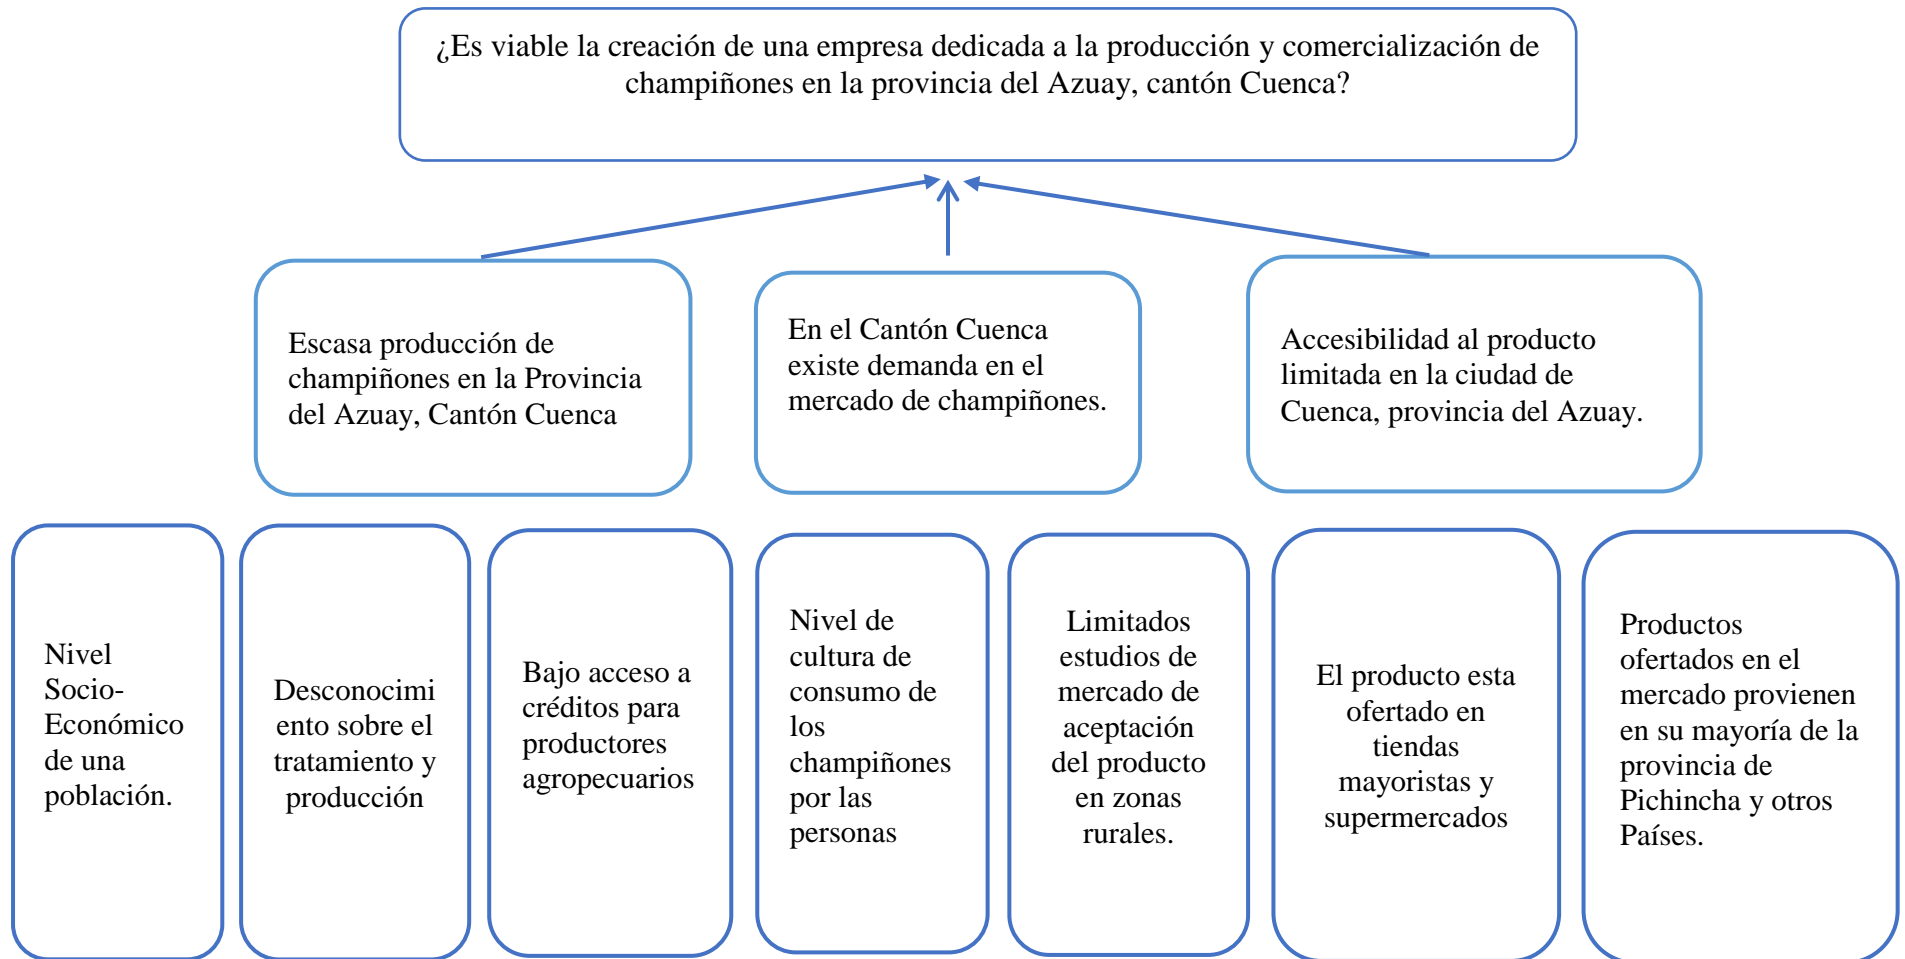 ¿Es viable la creación de una empresa dedicada a la producción y comercialización de
champiñones en la provincia del Azuay, cantón Cuenca?
Escasa producción de
champiñones en la Provincia
del Azuay, Cantón Cuenca
En el Cantón Cuenca
existe demanda en el
mercado de champiñones.
Accesibilidad al producto
limitada en la ciudad de
Cuenca, provincia del Azuay.
Nivel
Socio-
Económico
de una
población.
Desconocimi
ento sobre el
tratamiento y
producción
Bajo acceso a
créditos para
productores
agropecuarios
Nivel de
cultura de
consumo de
los
champiñones
por las
personas
Limitados
estudios de
mercado de
aceptación
del producto
en zonas
rurales.
El producto esta
ofertado en
tiendas
mayoristas y
supermercados
Productos
ofertados en el
mercado provienen
en su mayoría de la
provincia de
Pichincha y otros
Países.